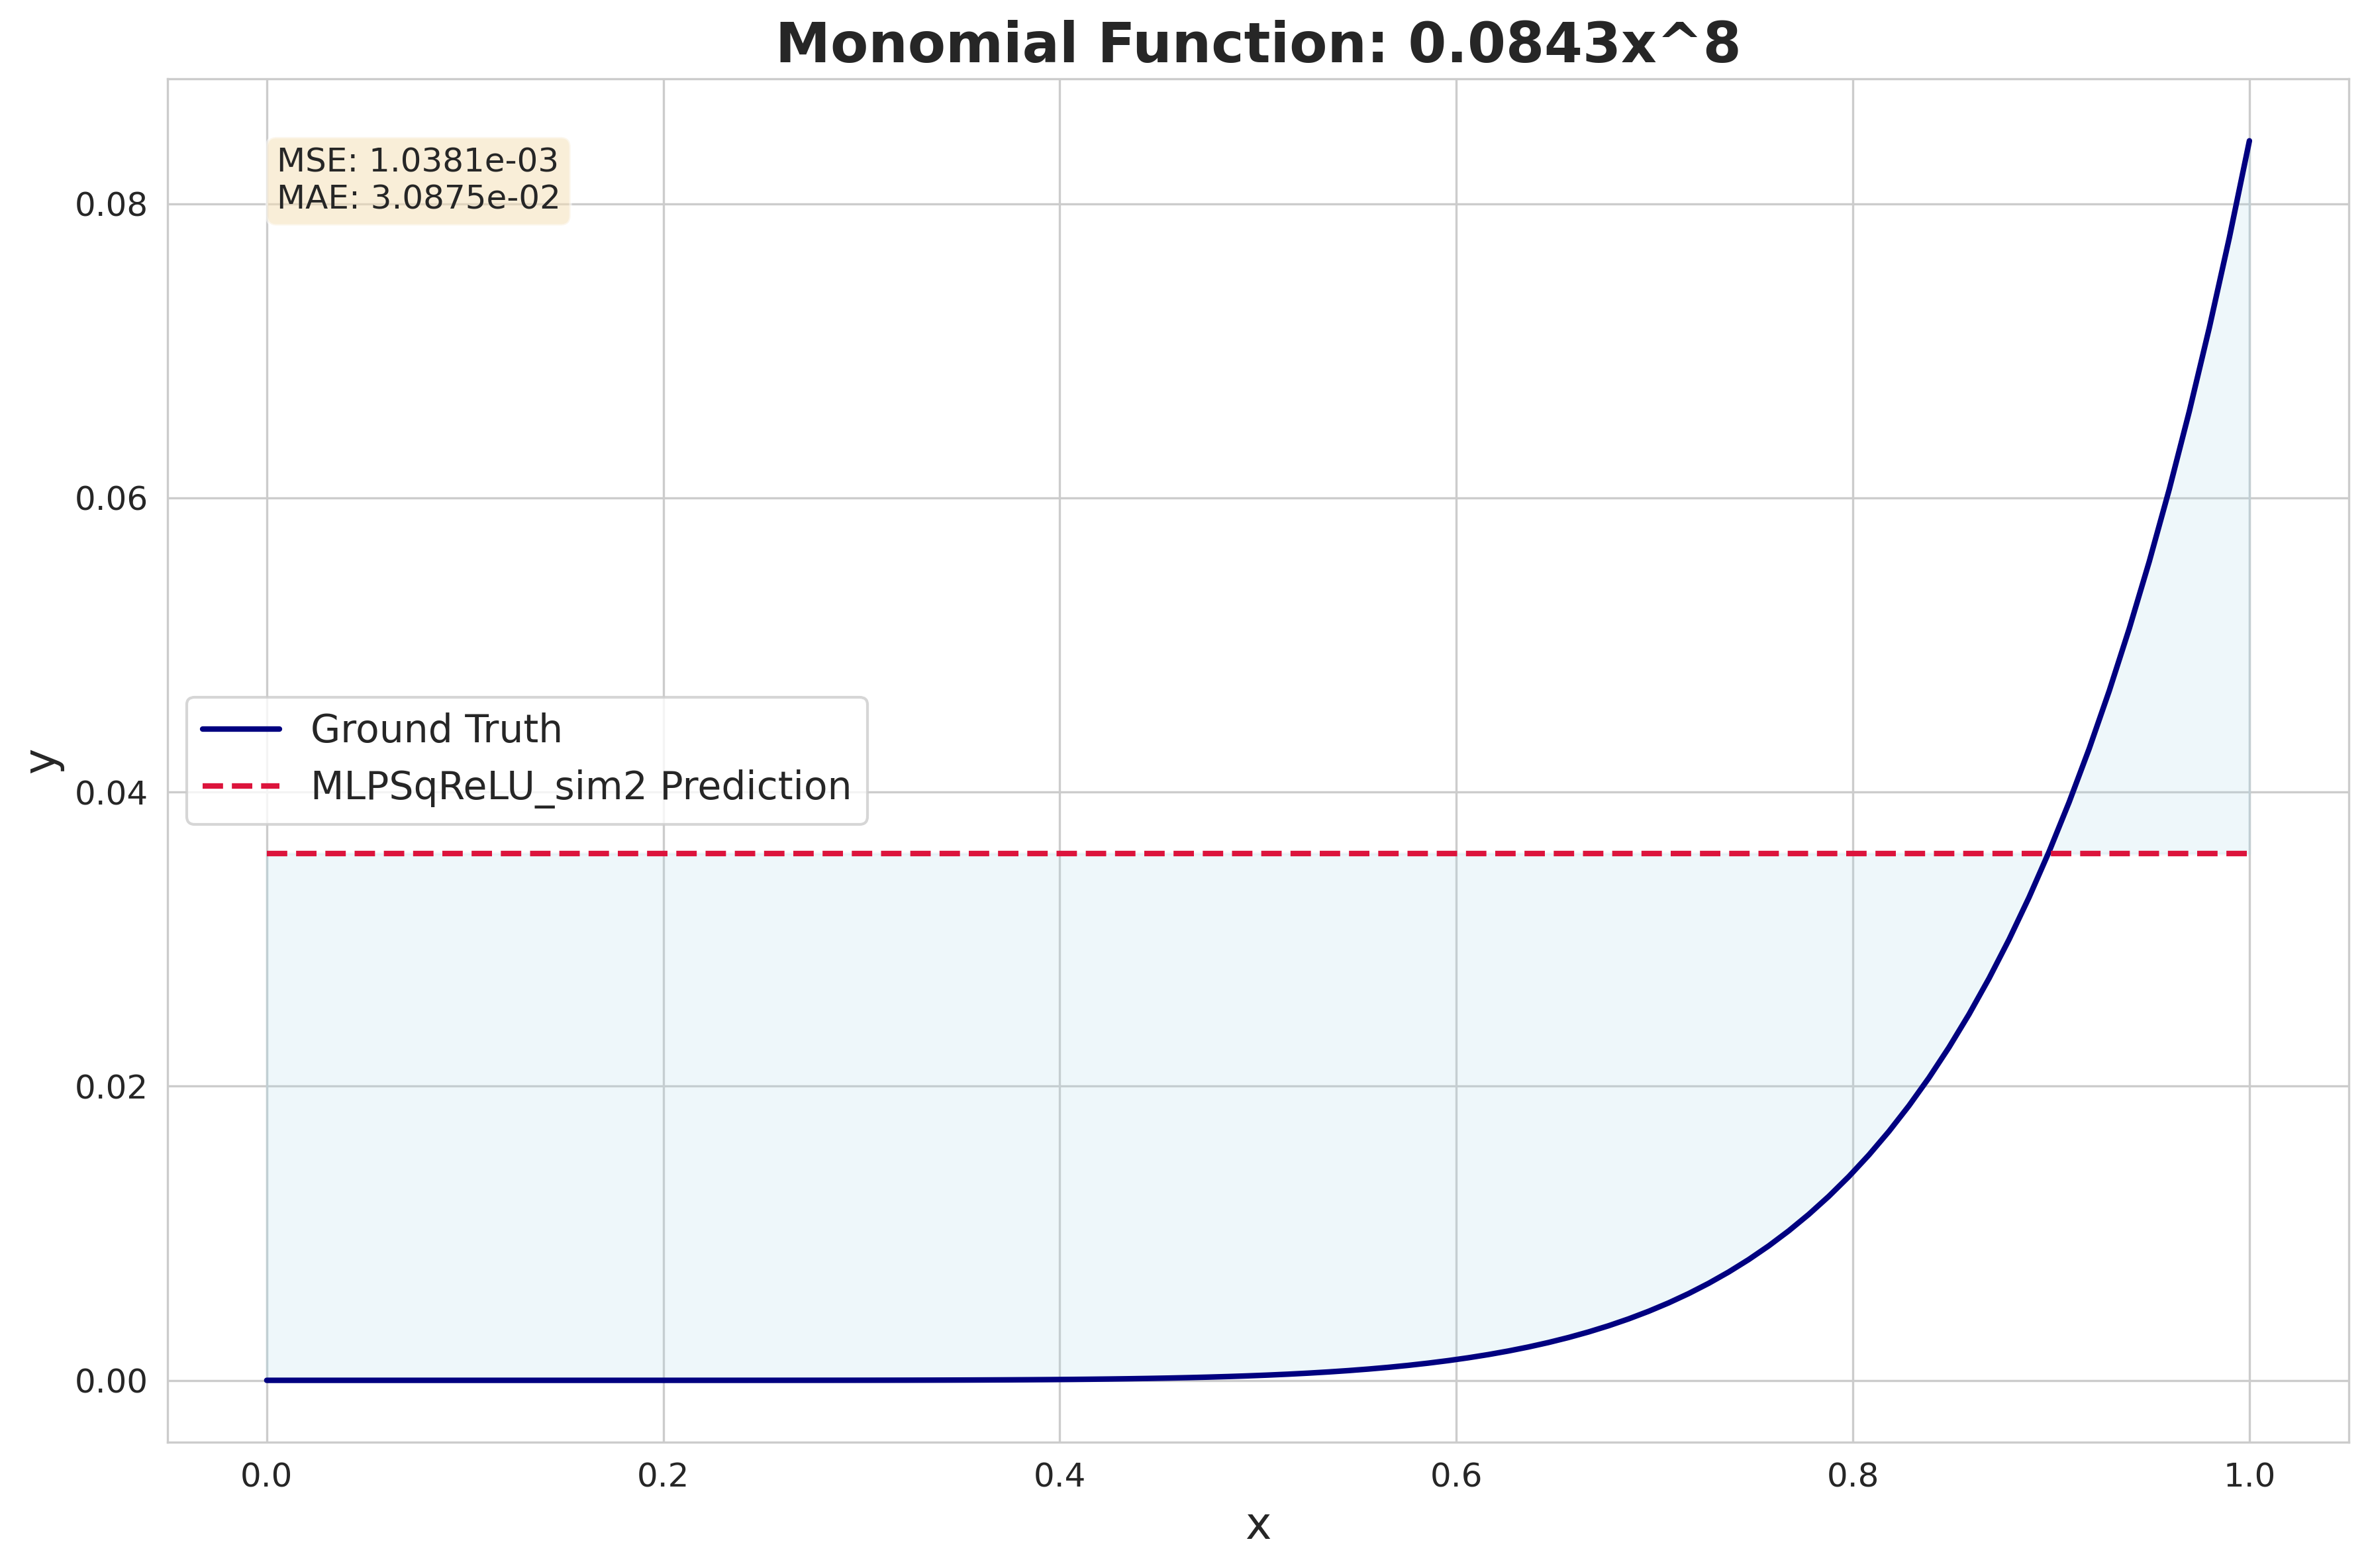 Monomial Function: 0.0843x^8
MSE: 1.0381e-03
MAE: 3.0875e-02
0.08
0.06
0.04
0.02
0.00
y
Ground Truth
MLPSqReLU_sim2 Prediction
0.0 0.2 0.4 0.6 0.8 1.0
x